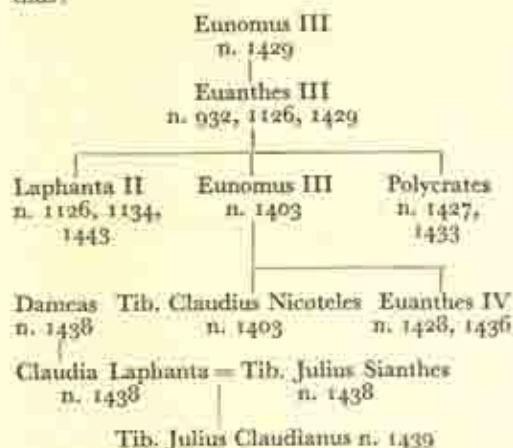 thus:
Eunomus III
n. 1429
Euanthes III
n. 932, 1126, 1429
Laphanta II Eunomus III Polycrates
n. 1126, 1134, n. 1403 n. 1427,
1443 1433
Dameas Tib. Claudius Nicoteles Euanthes IV
n. 1438 n. 1403 n. 1428, 1436
Claudia Laphanta = Tib. Julius Sianthes
n. 1438 n. 1438
Tib. Julius Claudianus n. 1439